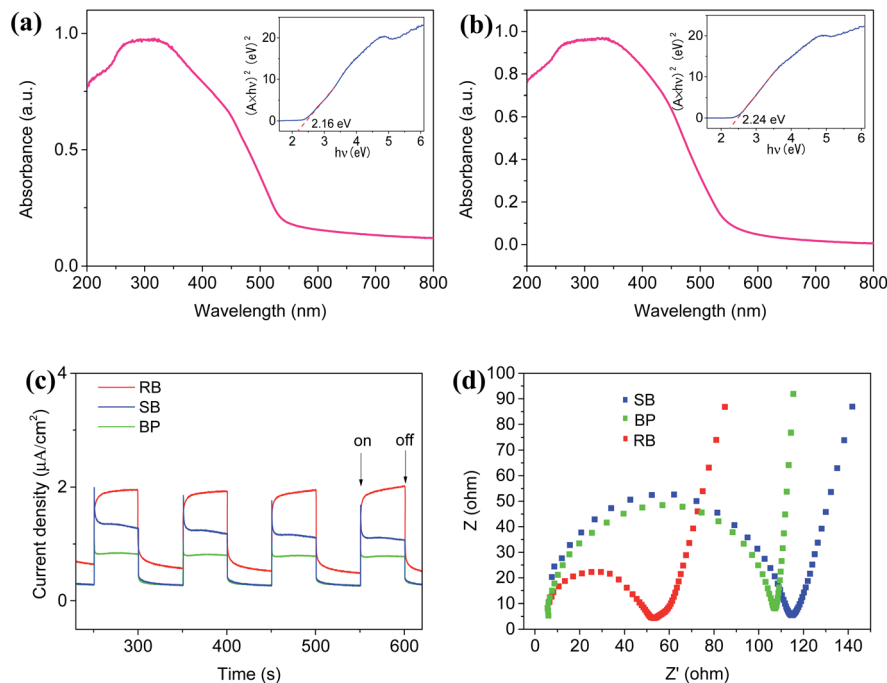 (a)
1.0
0.5
0.0
Absorbance (a.u.)
200 300 400 500 600 700 800
Wavelength (nm)
20
10
0
(A×hν)² (eV)²
2.16 eV
2 3 4 5 6
hν(eV)
(b)
1.0
0.8
0.6
0.4
0.2
0.0
Absorbance (a.u.)
200 300 400 500 600 700 800
Wavelength (nm)
20
10
0
(A×hν)² (eV)²
2.24 eV
2 3 4 5 6
hν(eV)
(c)
RB
SB
BP
on off
4
2
0
Current density (μA/cm²)
300 400 500 600
Time (s)
(d)
SB
BP
RB
100
90
80
70
60
50
40
30
20
10
0
Z (ohm)
0 20 40 60 80 100 120 140
Z' (ohm)